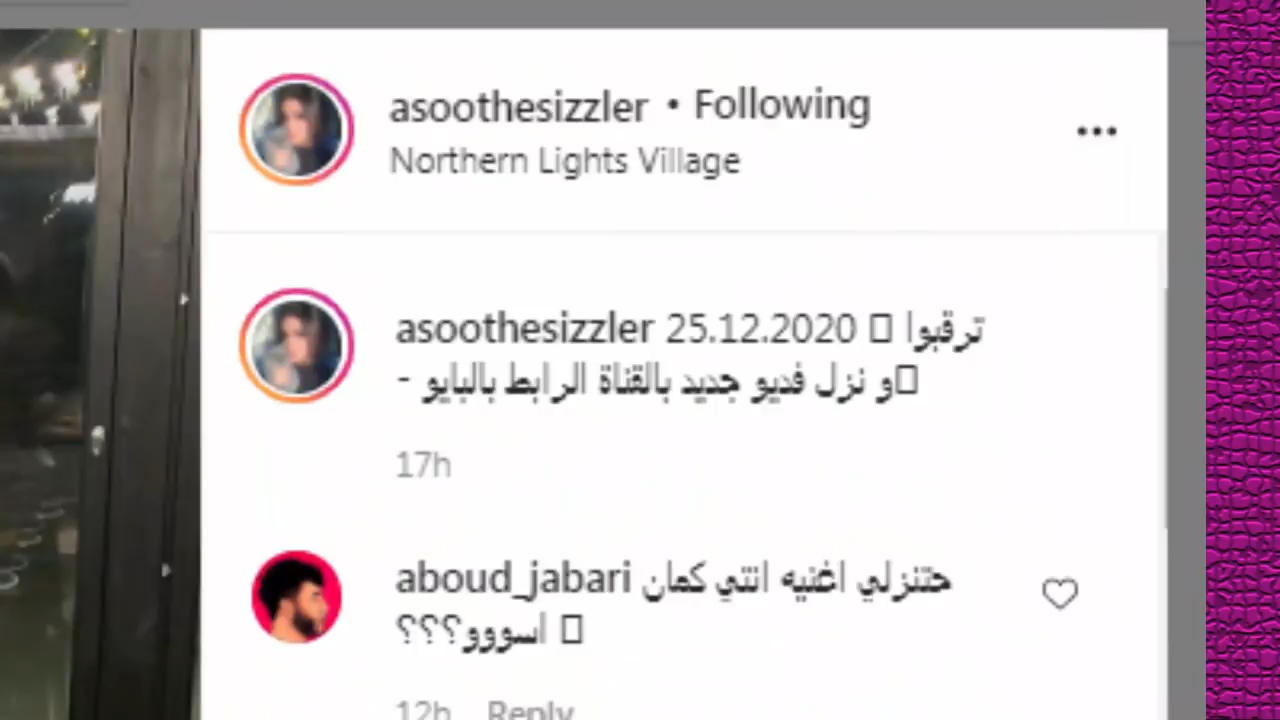 asoothesizzler • Following
Northern Lights Village
asoothesizzler 25.12.2020 ترقبوا
و نزل فديو جديد بالقناة الرابط بالبايو -
17h
aboud_jabari حتنزلي اغنيه انتي كمان
اسووو؟؟؟
12h Reply